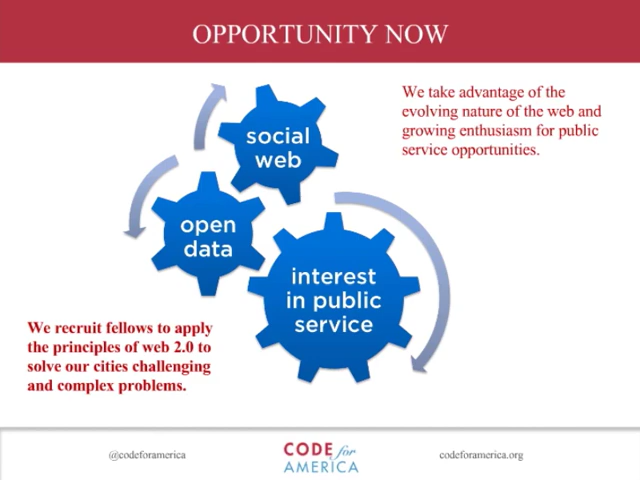 OPPORTUNITY NOW
We take advantage of the
evolving nature of the web and
growing enthusiasm for public
service opportunities.
social
web
open
data
interest
in public
service
We recruit fellows to apply
the principles of web 2.0 to
solve our cities challenging
and complex problems.
@codeforamerica
CODE for
AMERICA
codeforamerica.org